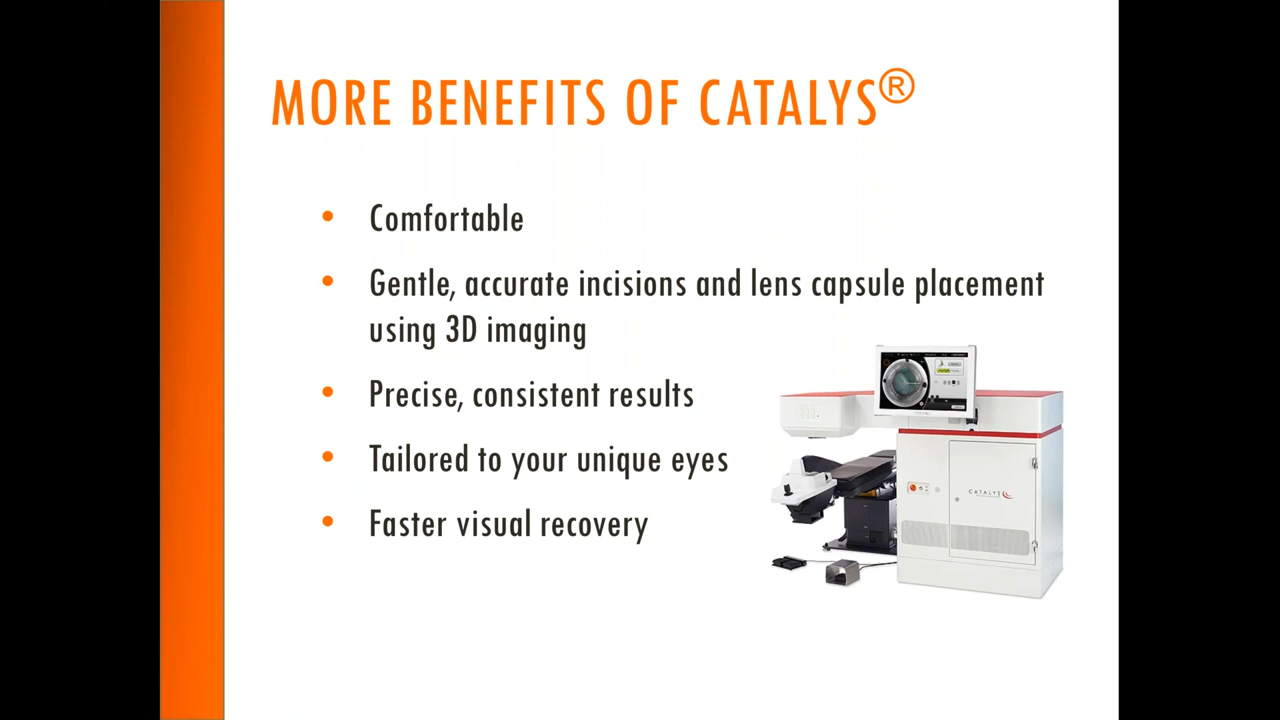 MORE BENEFITS OF CATALYS®
• Comfortable
• Gentle, accurate incisions and lens capsule placement
using 3D imaging
• Precise, consistent results
• Tailored to your unique eyes
• Faster visual recovery
CATALYS